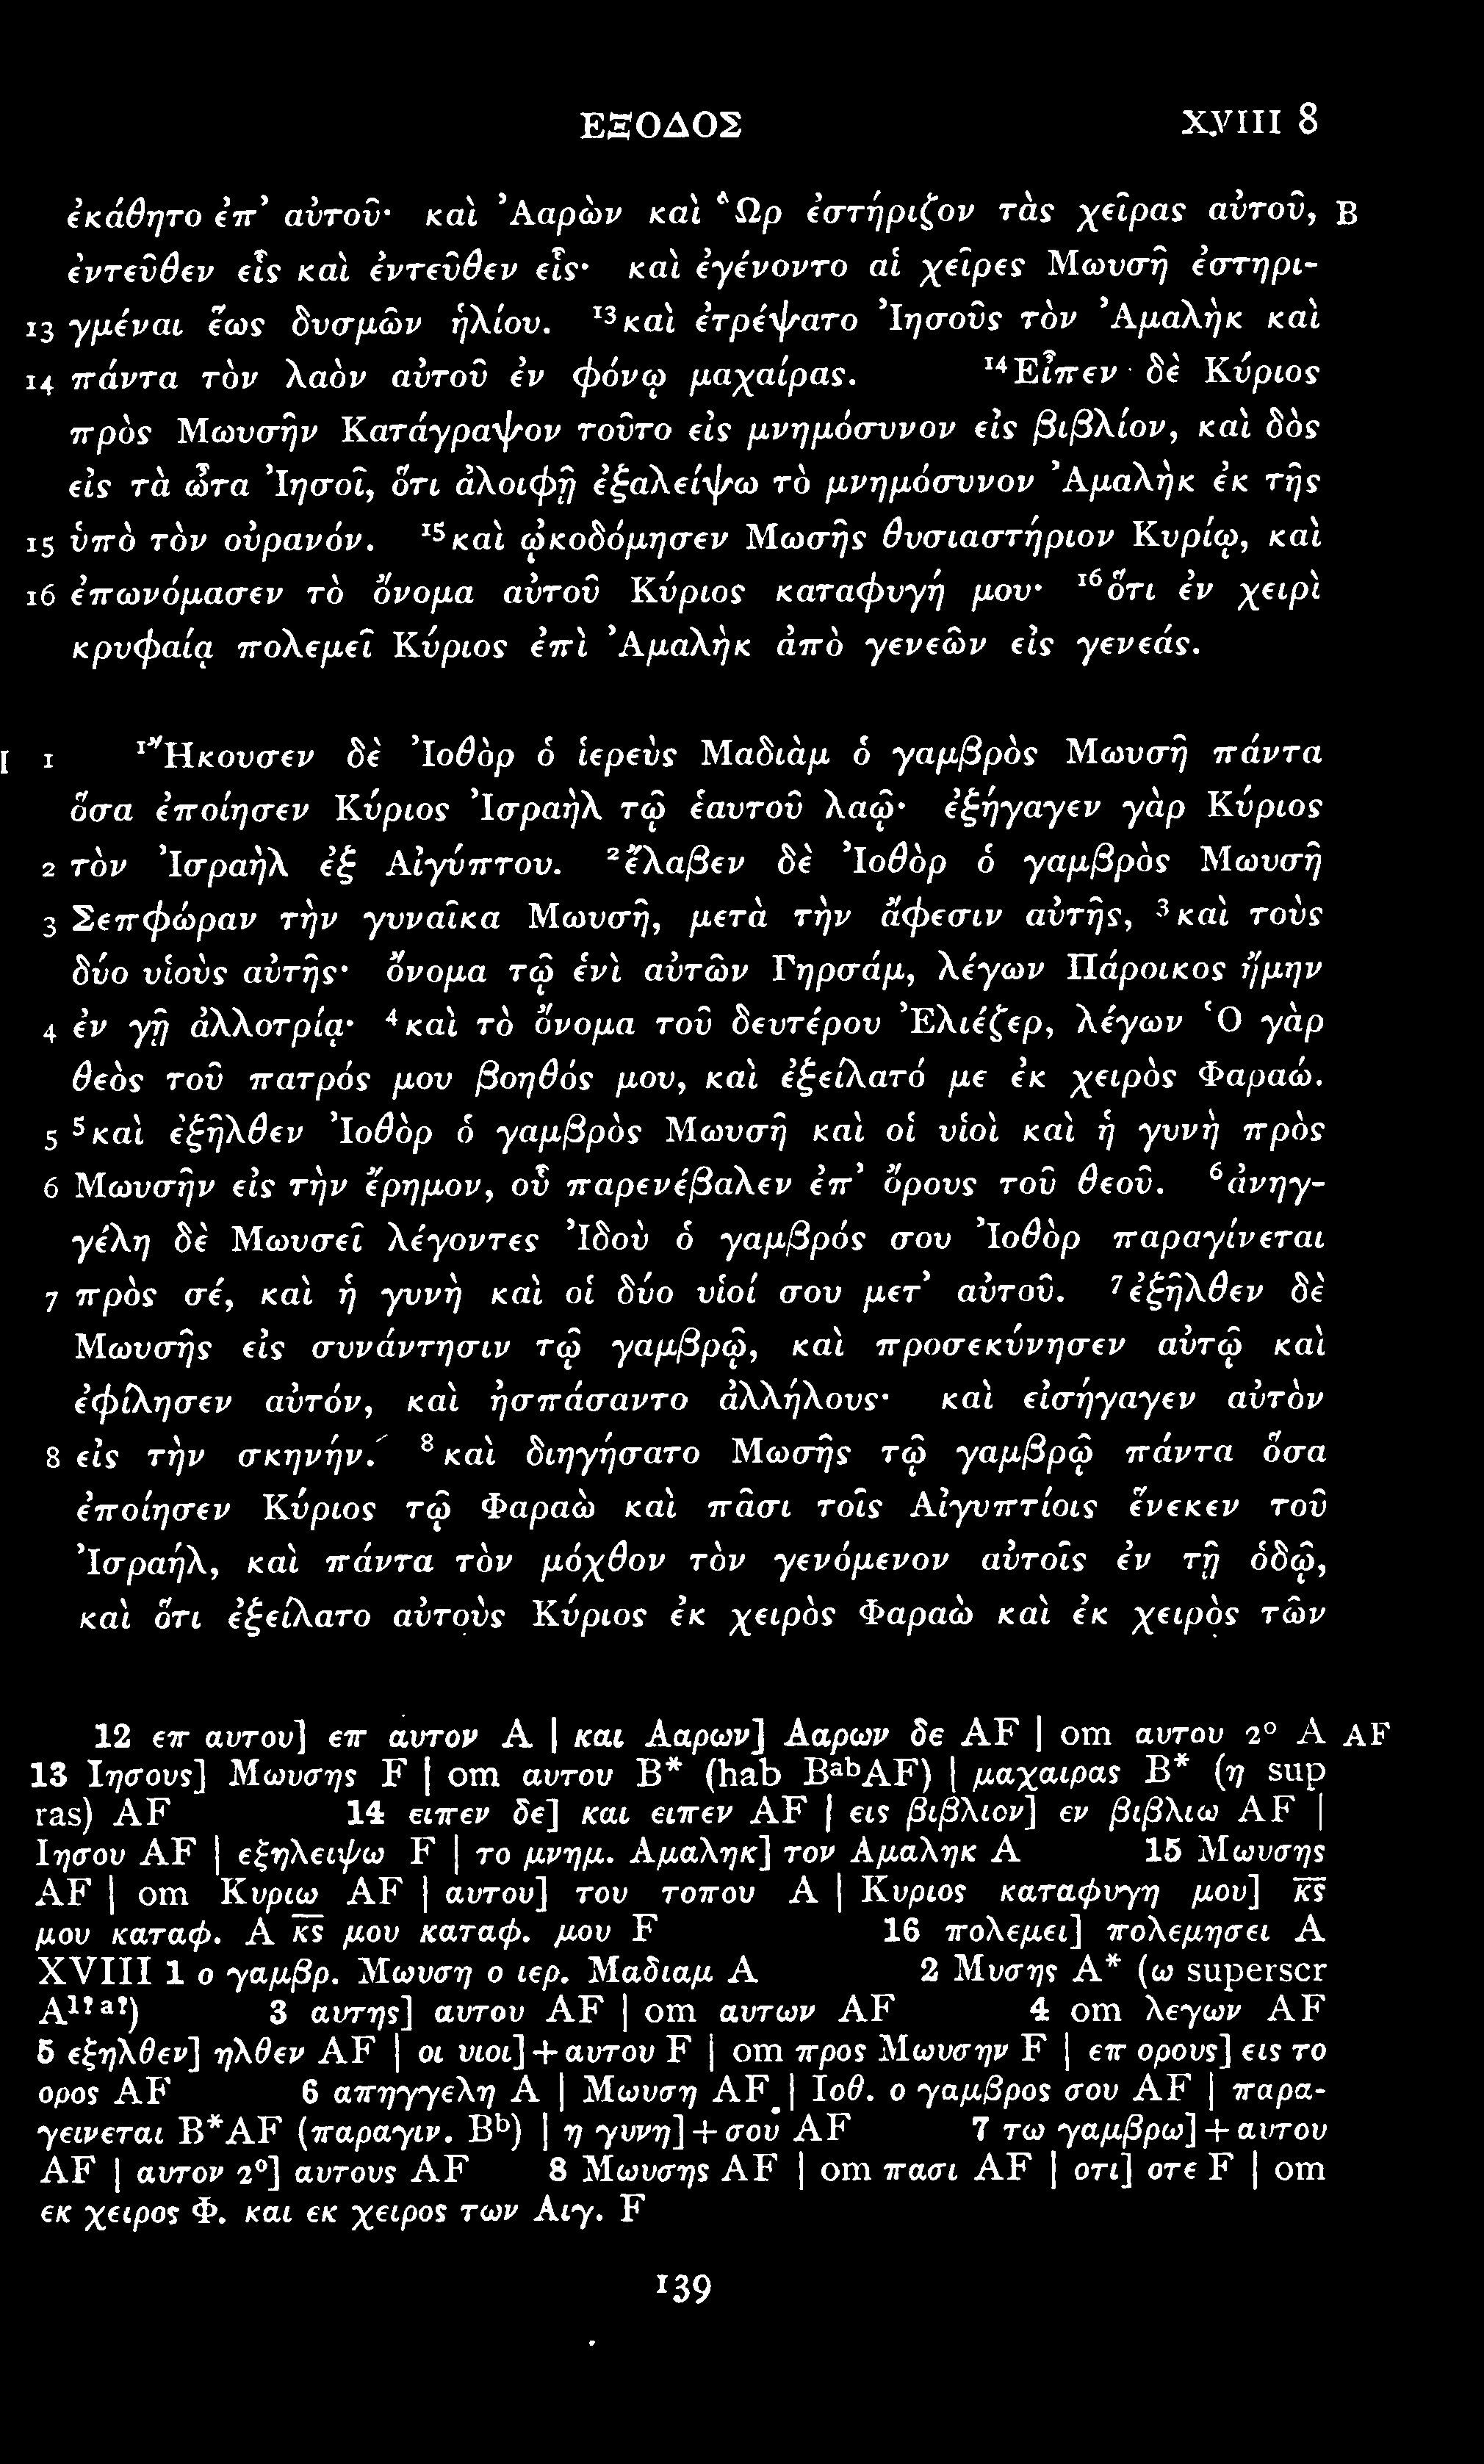 ΕΞΟΔΟΣ XVIII 8
ἐκάθητο ἐπ’ αὐτοῦ· καὶ Ἀαρὼν καὶ Ὢρ ἐστήριζον τὰς χεῖρας αὐτοῦ, B
ἐντεῦθεν εἷς καὶ ἐντεῦθεν εἷς· καὶ ἐγένοντο αἱ χεῖρες Μωυσῆ ἐστηρι-
13 γμέναι ἕως δυσμῶν ἡλίου. ¹³καὶ ἐτρέψατο Ἰησοῦς τὸν Ἀμαλὴκ καὶ
14 πάντα τὸν λαὸν αὐτοῦ ἐν φόνῳ μαχαίρας. ¹⁴Εἶπεν δὲ Κύριος
πρὸς Μωυσῆν Κατάγραψον τοῦτο εἰς μνημόσυνον εἰς βιβλίον, καὶ δὸς
εἰς τὰ ὦτα Ἰησοῖ, ὅτι ἀλοιφῇ ἐξαλείψω τὸ μνημόσυνον Ἀμαλὴκ ἐκ τῆς
15 ὑπὸ τὸν οὐρανόν. ¹⁵καὶ ᾠκοδόμησεν Μωσῆς θυσιαστήριον Κυρίῳ, καὶ
16 ἐπωνόμασεν τὸ ὄνομα αὐτοῦ Κύριος καταφυγή μου· ¹⁶ὅτι ἐν χειρὶ
κρυφαίᾳ πολεμεῖ Κύριος ἐπὶ Ἀμαλὴκ ἀπὸ γενεῶν εἰς γενεάς.
I 1 ¹Ἤκουσεν δὲ Ἰοθὸρ ὁ ἱερεὺς Μαδιὰμ ὁ γαμβρὸς Μωυσῆ πάντα
ὅσα ἐποίησεν Κύριος Ἰσραὴλ τῷ ἑαυτοῦ λαῷ· ἐξήγαγεν γὰρ Κύριος
2 τὸν Ἰσραὴλ ἐξ Αἰγύπτου. ²ἔλαβεν δὲ Ἰοθὸρ ὁ γαμβρὸς Μωυσῆ
3 Σεπφώραν τὴν γυναῖκα Μωυσῆ, μετὰ τὴν ἄφεσιν αὐτῆς, ³καὶ τοὺς
δύο υἱοὺς αὐτῆς· ὄνομα τῷ ἑνὶ αὐτῶν Γηρσάμ, λέγων Πάροικος ἤμην
4 ἐν γῇ ἀλλοτρίᾳ· ⁴καὶ τὸ ὄνομα τοῦ δευτέρου Ἐλιέζερ, λέγων Ὁ γὰρ
θεὸς τοῦ πατρός μου βοηθός μου, καὶ ἐξείλατό με ἐκ χειρὸς Φαραώ.
5 ⁵καὶ ἐξῆλθεν Ἰοθὸρ ὁ γαμβρὸς Μωυσῆ καὶ οἱ υἱοὶ καὶ ἡ γυνὴ πρὸς
6 Μωυσῆν εἰς τὴν ἔρημον, οὗ παρενέβαλεν ἐπ’ ὄρους τοῦ θεοῦ. ⁶ἀνηγ-
γέλη δὲ Μωυσεῖ λέγοντες Ἰδοὺ ὁ γαμβρός σου Ἰοθὸρ παραγίνεται
7 πρὸς σέ, καὶ ἡ γυνὴ καὶ οἱ δύο υἱοί σου μετ’ αὐτοῦ. ⁷ἐξῆλθεν δὲ
Μωυσῆς εἰς συνάντησιν τῷ γαμβρῷ, καὶ προσεκύνησεν αὐτῷ καὶ
ἐφίλησεν αὐτόν, καὶ ἠσπάσαντο ἀλλήλους· καὶ εἰσήγαγεν αὐτὸν
8 εἰς τὴν σκηνήν. ⁸καὶ διηγήσατο Μωσῆς τῷ γαμβρῷ πάντα ὅσα
ἐποίησεν Κύριος τῷ Φαραὼ καὶ πᾶσι τοῖς Αἰγυπτίοις ἕνεκεν τοῦ
Ἰσραήλ, καὶ πάντα τὸν μόχθον τὸν γενόμενον αὐτοῖς ἐν τῇ ὁδῷ,
καὶ ὅτι ἐξείλατο αὐτοὺς Κύριος ἐκ χειρὸς Φαραὼ καὶ ἐκ χειρὸς τῶν
12 επ αυτου] επ αυτον A | και Ααρων] Ααρων δε AF | om αυτου 2° A AF
13 Ιησους] Μωυσης F | om αυτου B* (hab BᵃᵇAF) | μαχαιρας B* (η sup
ras) AF 14 ειπεν δε] και ειπεν AF | εις βιβλιον] εν βιβλιω AF |
Ιησου AF | εξηλειψω F | το μνημ. Αμαληκ] τον Αμαληκ A 15 Μωυσης
AF | om Κυριω AF | αυτου] του τοπου A | Κυριος καταφυγη μου] κ̅ς̅
μου καταφ. A κ̅ς̅ μου καταφ. μου F 16 πολεμει] πολεμησει A
XVIII 1 ο γαμβρ. Μωυση ο ιερ. Μαδιαμ A 2 Μυσης A* (ω superscr
A¹ˀᵃˀ) 3 αυτης] αυτου AF | om αυτων AF 4 om λεγων AF
5 εξηλθεν] ηλθεν AF | οι υιοι]+αυτου F | om προς Μωυσην F | επ ορους] εις το
ορος AF 6 απηγγελη A | Μωυση AF | Ιοθ. ο γαμβρος σου AF | παρα-
γεινεται B*AF (παραγιν. Bᵇ) | η γυνη]+σου AF 7 τω γαμβρω]+αυτου
AF | αυτον 2°] αυτους AF 8 Μωυσης AF | om πασι AF | οτι] οτε F | om
εκ χειρος Φ. και εκ χειρος των Αιγ. F
139